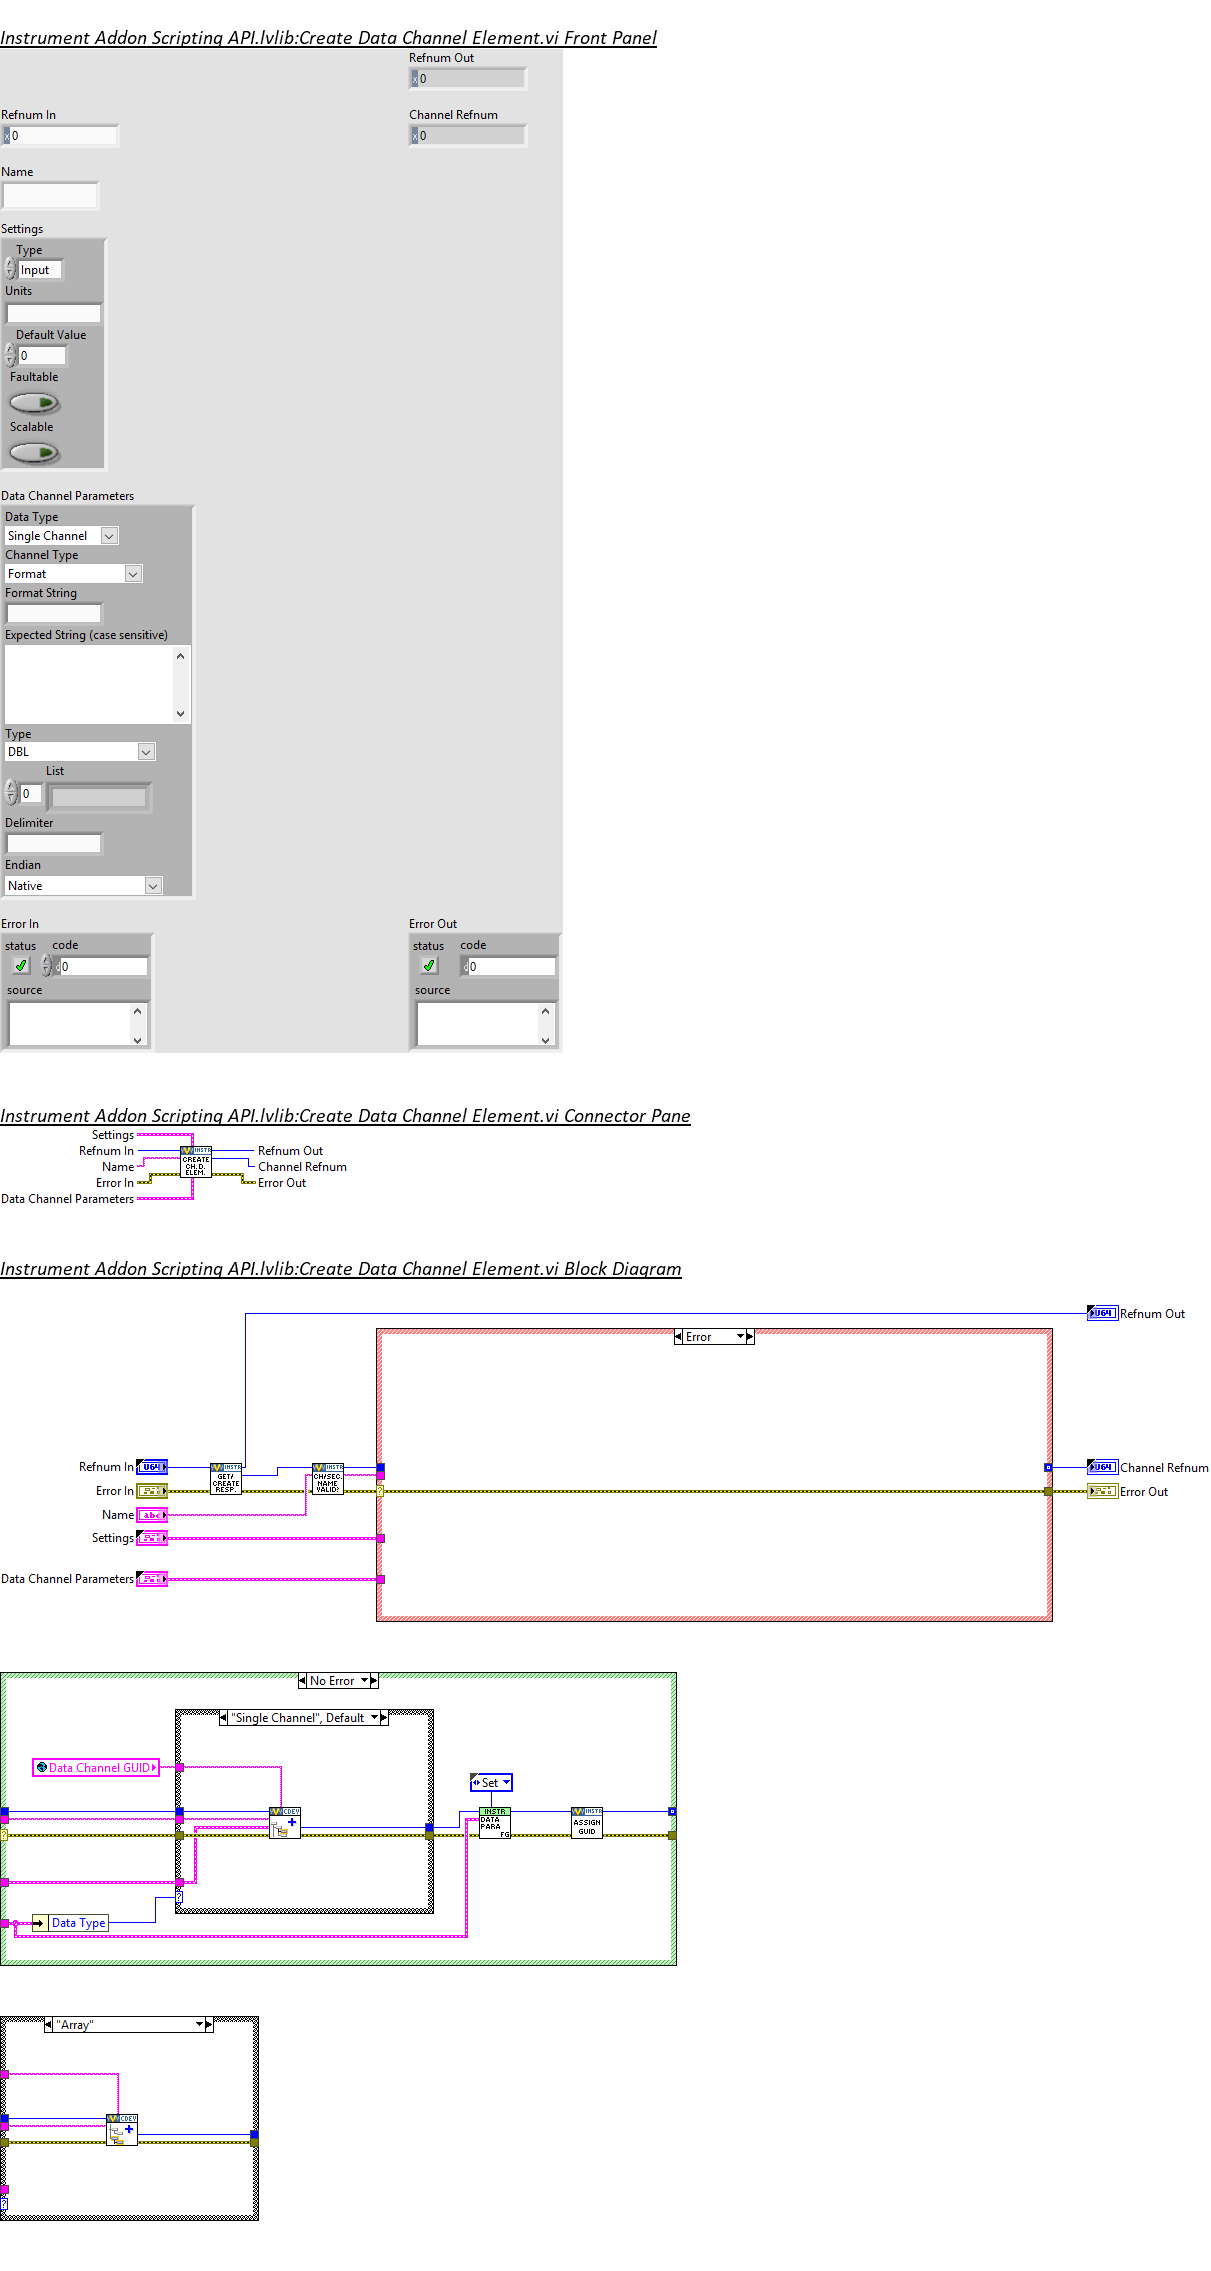 Instrument Addon Scripting API.lvlib:Create Data Channel Element.vi Front Panel
Refnum Out
x 0
Refnum In
x 0
Channel Refnum
x 0
Name
Settings
Type
Input
Units
Default Value
0
Faultable
Scalable
Data Channel Parameters
Data Type
Single Channel
Channel Type
Format
Format String
Expected String (case sensitive)
Type
DBL
List
0
Delimiter
Endian
Native
Error In
status code
d 0
source
Error Out
status code
d 0
source
Instrument Addon Scripting API.lvlib:Create Data Channel Element.vi Connector Pane
Settings
Refnum In
Name
Error In
Data Channel Parameters
INSTR
CREATE
CH.D.
ELEM.
Refnum Out
Channel Refnum
Error Out
Instrument Addon Scripting API.lvlib:Create Data Channel Element.vi Block Diagram
U64 Refnum Out
Error
Refnum In U64
INSTR
GET/
CREATE
RESP.
INSTR
CH/SEC.
NAME
VALID?
?
U64 Channel Refnum
Error In
Error Out
Name abc
Settings
Data Channel Parameters
No Error
"Single Channel", Default
Data Channel GUID
Set
CDEV
INSTR
DATA
PARA
FG
INSTR
ASSIGN
GUID
?
?
Data Type
"Array"
CDEV
?